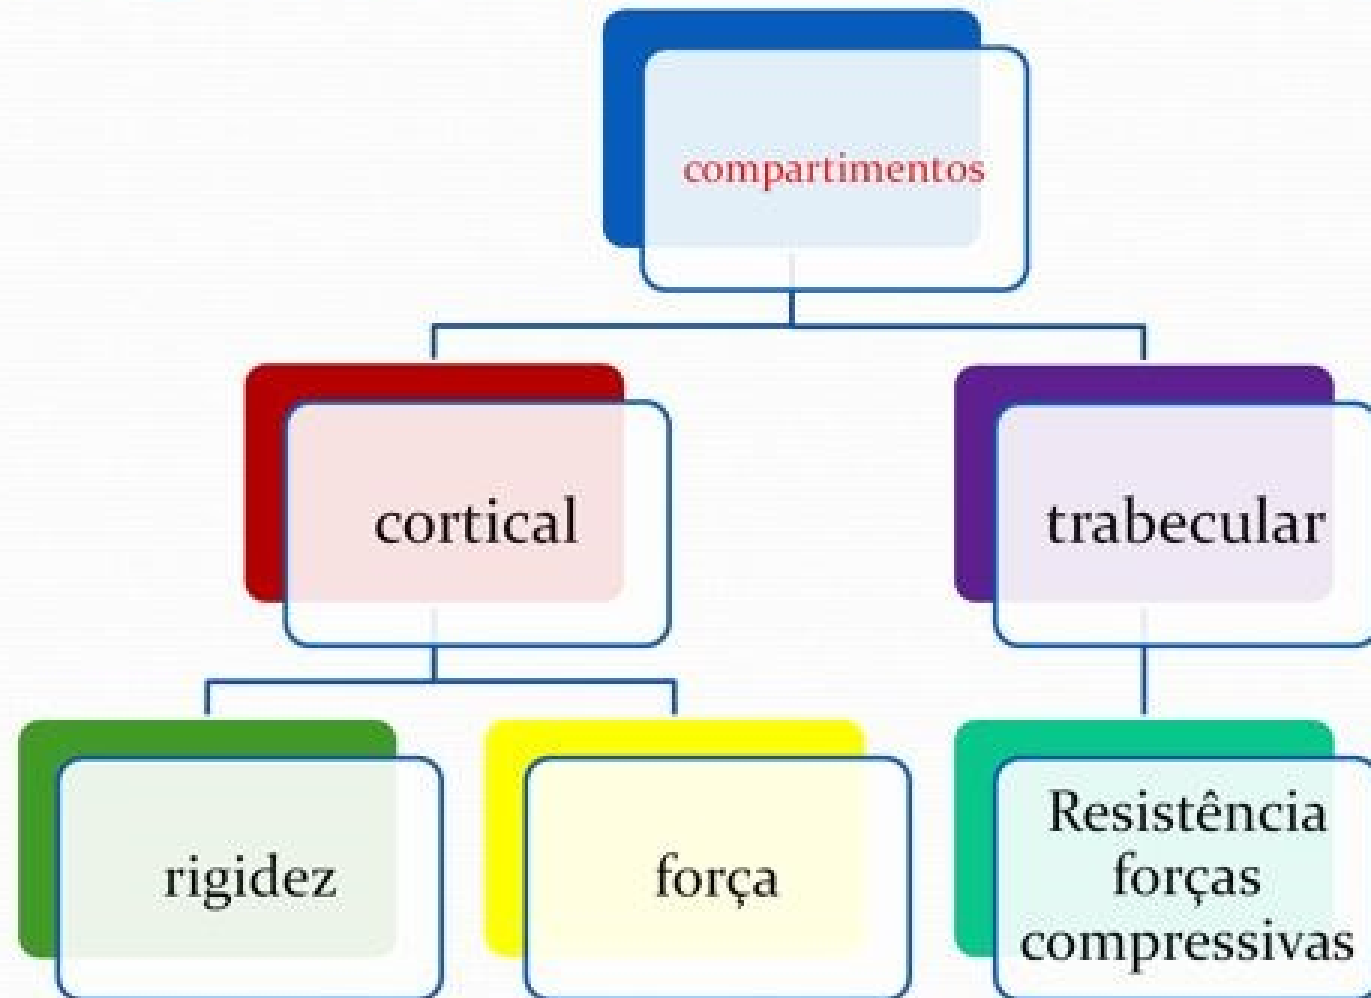 compartimentos
cortical
trabecular
rigidez
força
Resistência
forças
compressivas